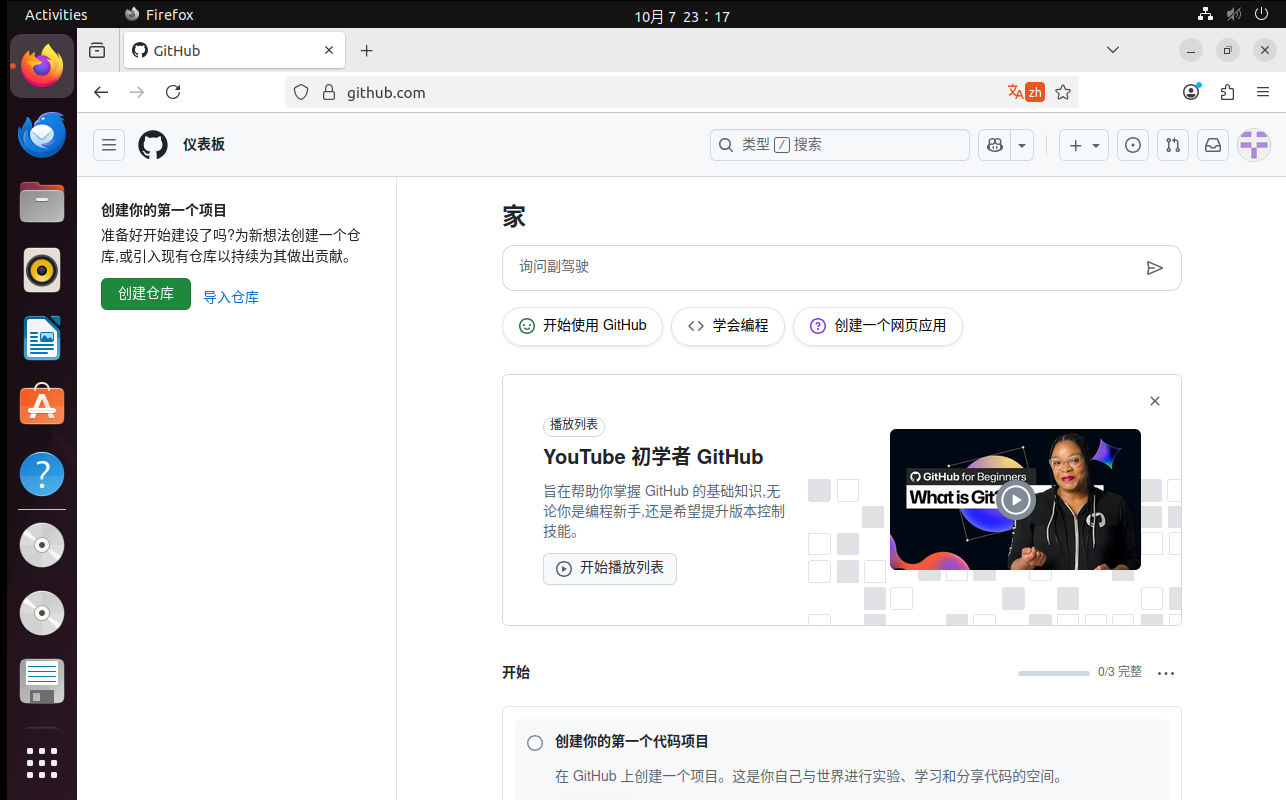 Activities
Firefox
10月 7 23：17
GitHub
github.com
zh
仪表板
类型 / 搜索
创建你的第一个项目
准备好开始建设了吗?为新想法创建一个仓
库,或引入现有仓库以持续为其做出贡献。
创建仓库
导入仓库
家
询问副驾驶
开始使用 GitHub
学会编程
创建一个网页应用
播放列表
YouTube 初学者 GitHub
旨在帮助你掌握 GitHub 的基础知识,无
论你是编程新手,还是希望提升版本控制
技能。
开始播放列表
GitHub for Beginners
What is Git?
开始
0/3 完整
创建你的第一个代码项目
在 GitHub 上创建一个项目。这是你自己与世界进行实验、学习和分享代码的空间。